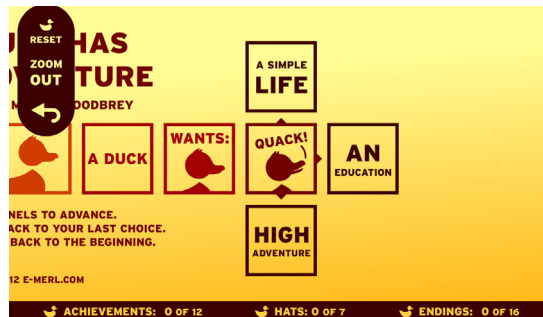 RESET
ZOOM
OUT
HAS
TURE
OODBREY
A DUCK
WANTS:
QUACK!
A SIMPLE
LIFE
AN
EDUCATION
HIGH
ADVENTURE
NELS TO ADVANCE.
ACK TO YOUR LAST CHOICE.
BACK TO THE BEGINNING.
12 E-MERL.COM
ACHIEVEMENTS: 0 OF 12
HATS: 0 OF 7
ENDINGS: 0 OF 16